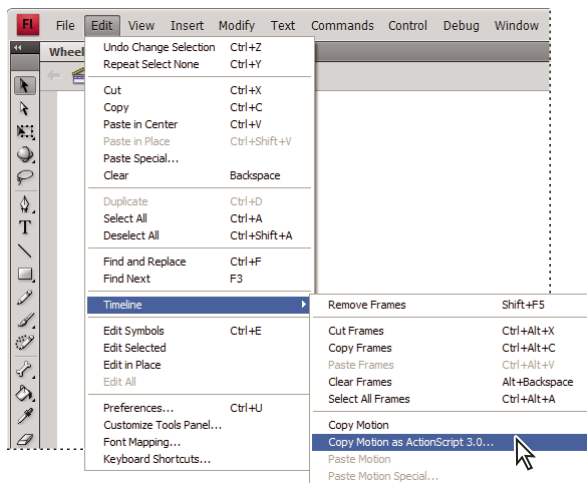 Fl File Edit View Insert Modify Text Commands Control Debug Window
Wheel
Undo Change Selection Ctrl+Z
Repeat Select None Ctrl+Y
Cut Ctrl+X
Copy Ctrl+C
Paste in Center Ctrl+V
Paste in Place Ctrl+Shift+V
Paste Special...
Clear Backspace
Duplicate Ctrl+D
Select All Ctrl+A
Deselect All Ctrl+Shift+A
Find and Replace Ctrl+F
Find Next F3
Timeline
Edit Symbols Ctrl+E
Edit Selected
Edit in Place
Edit All
Preferences... Ctrl+U
Customize Tools Panel...
Font Mapping...
Keyboard Shortcuts...
Remove Frames Shift+F5
Cut Frames Ctrl+Alt+X
Copy Frames Ctrl+Alt+C
Paste Frames Ctrl+Alt+V
Clear Frames Alt+Backspace
Select All Frames Ctrl+Alt+A
Copy Motion
Copy Motion as ActionScript 3.0...
Paste Motion
Paste Motion Special...